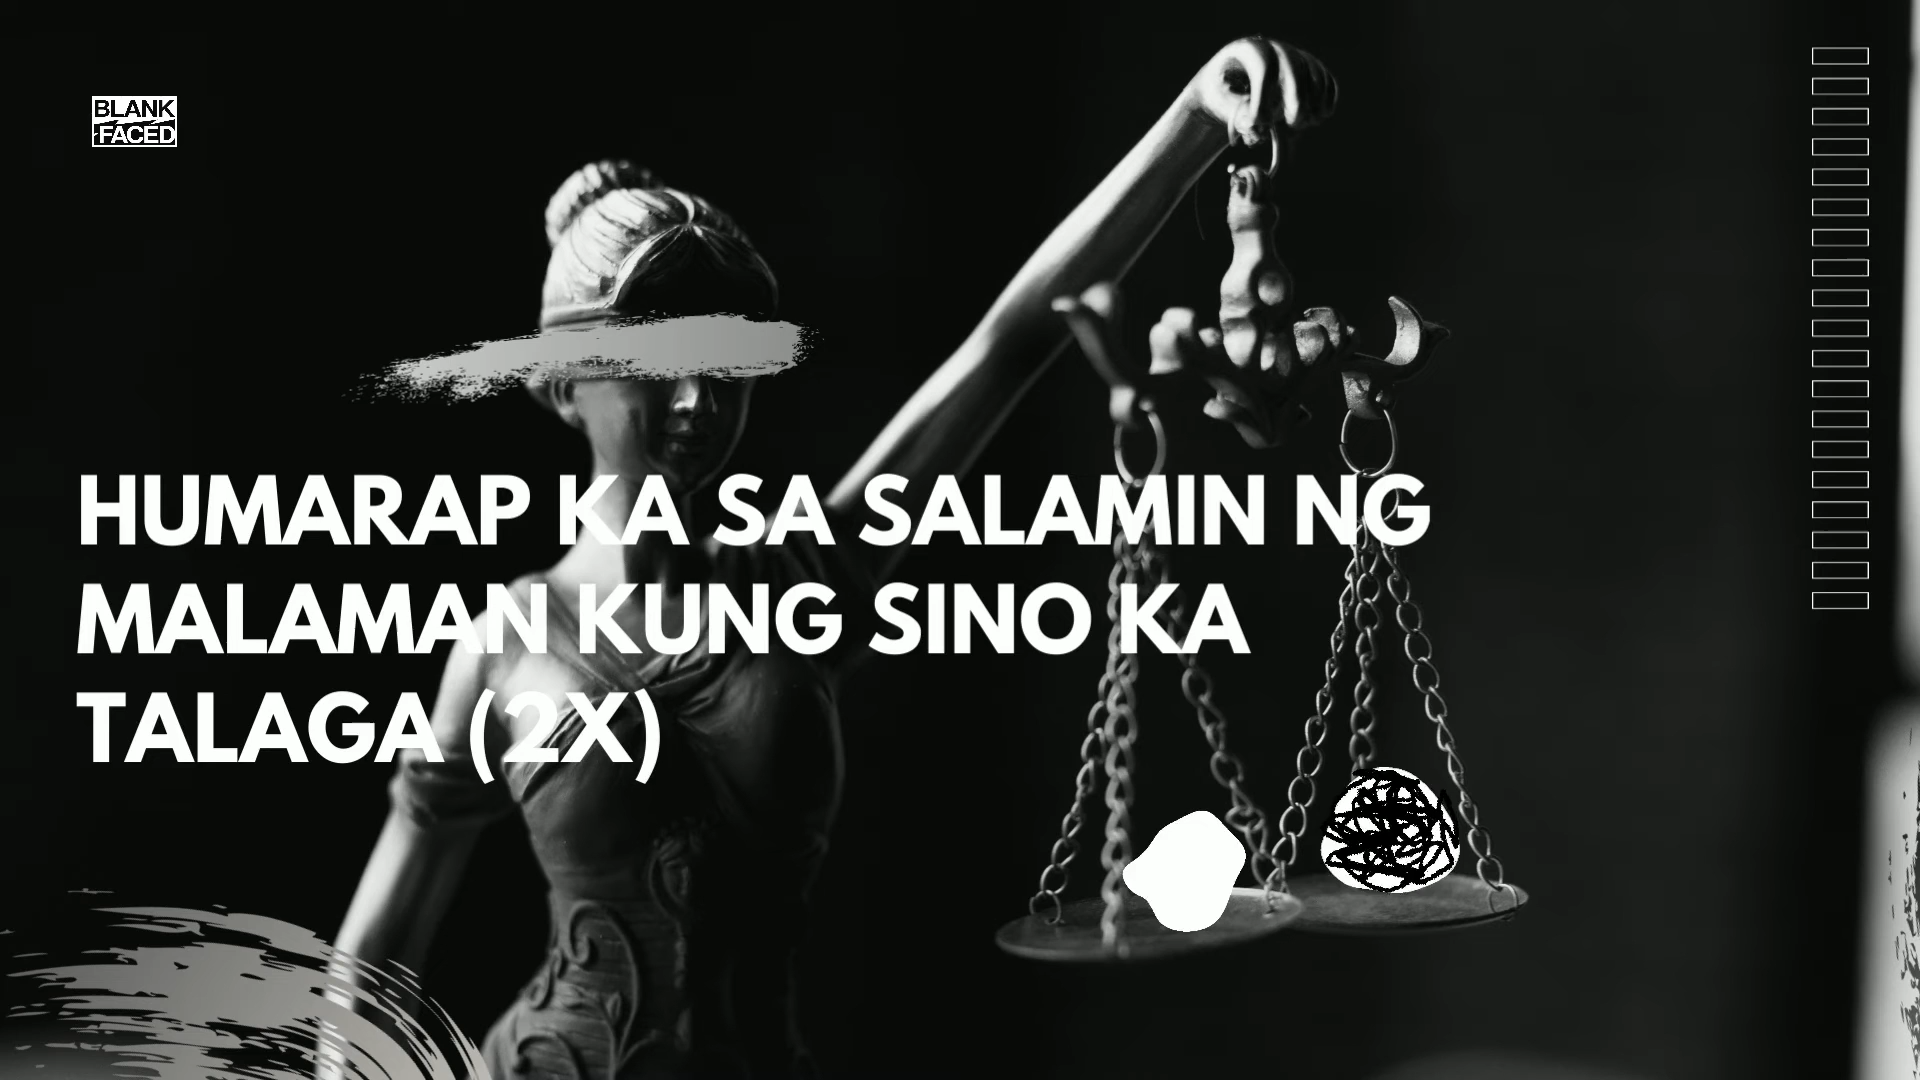 BLANK
FACED
HUMARAP KA SA SALAMIN NG
MALAMAN KUNG SINO KA
TALAGA (2X)